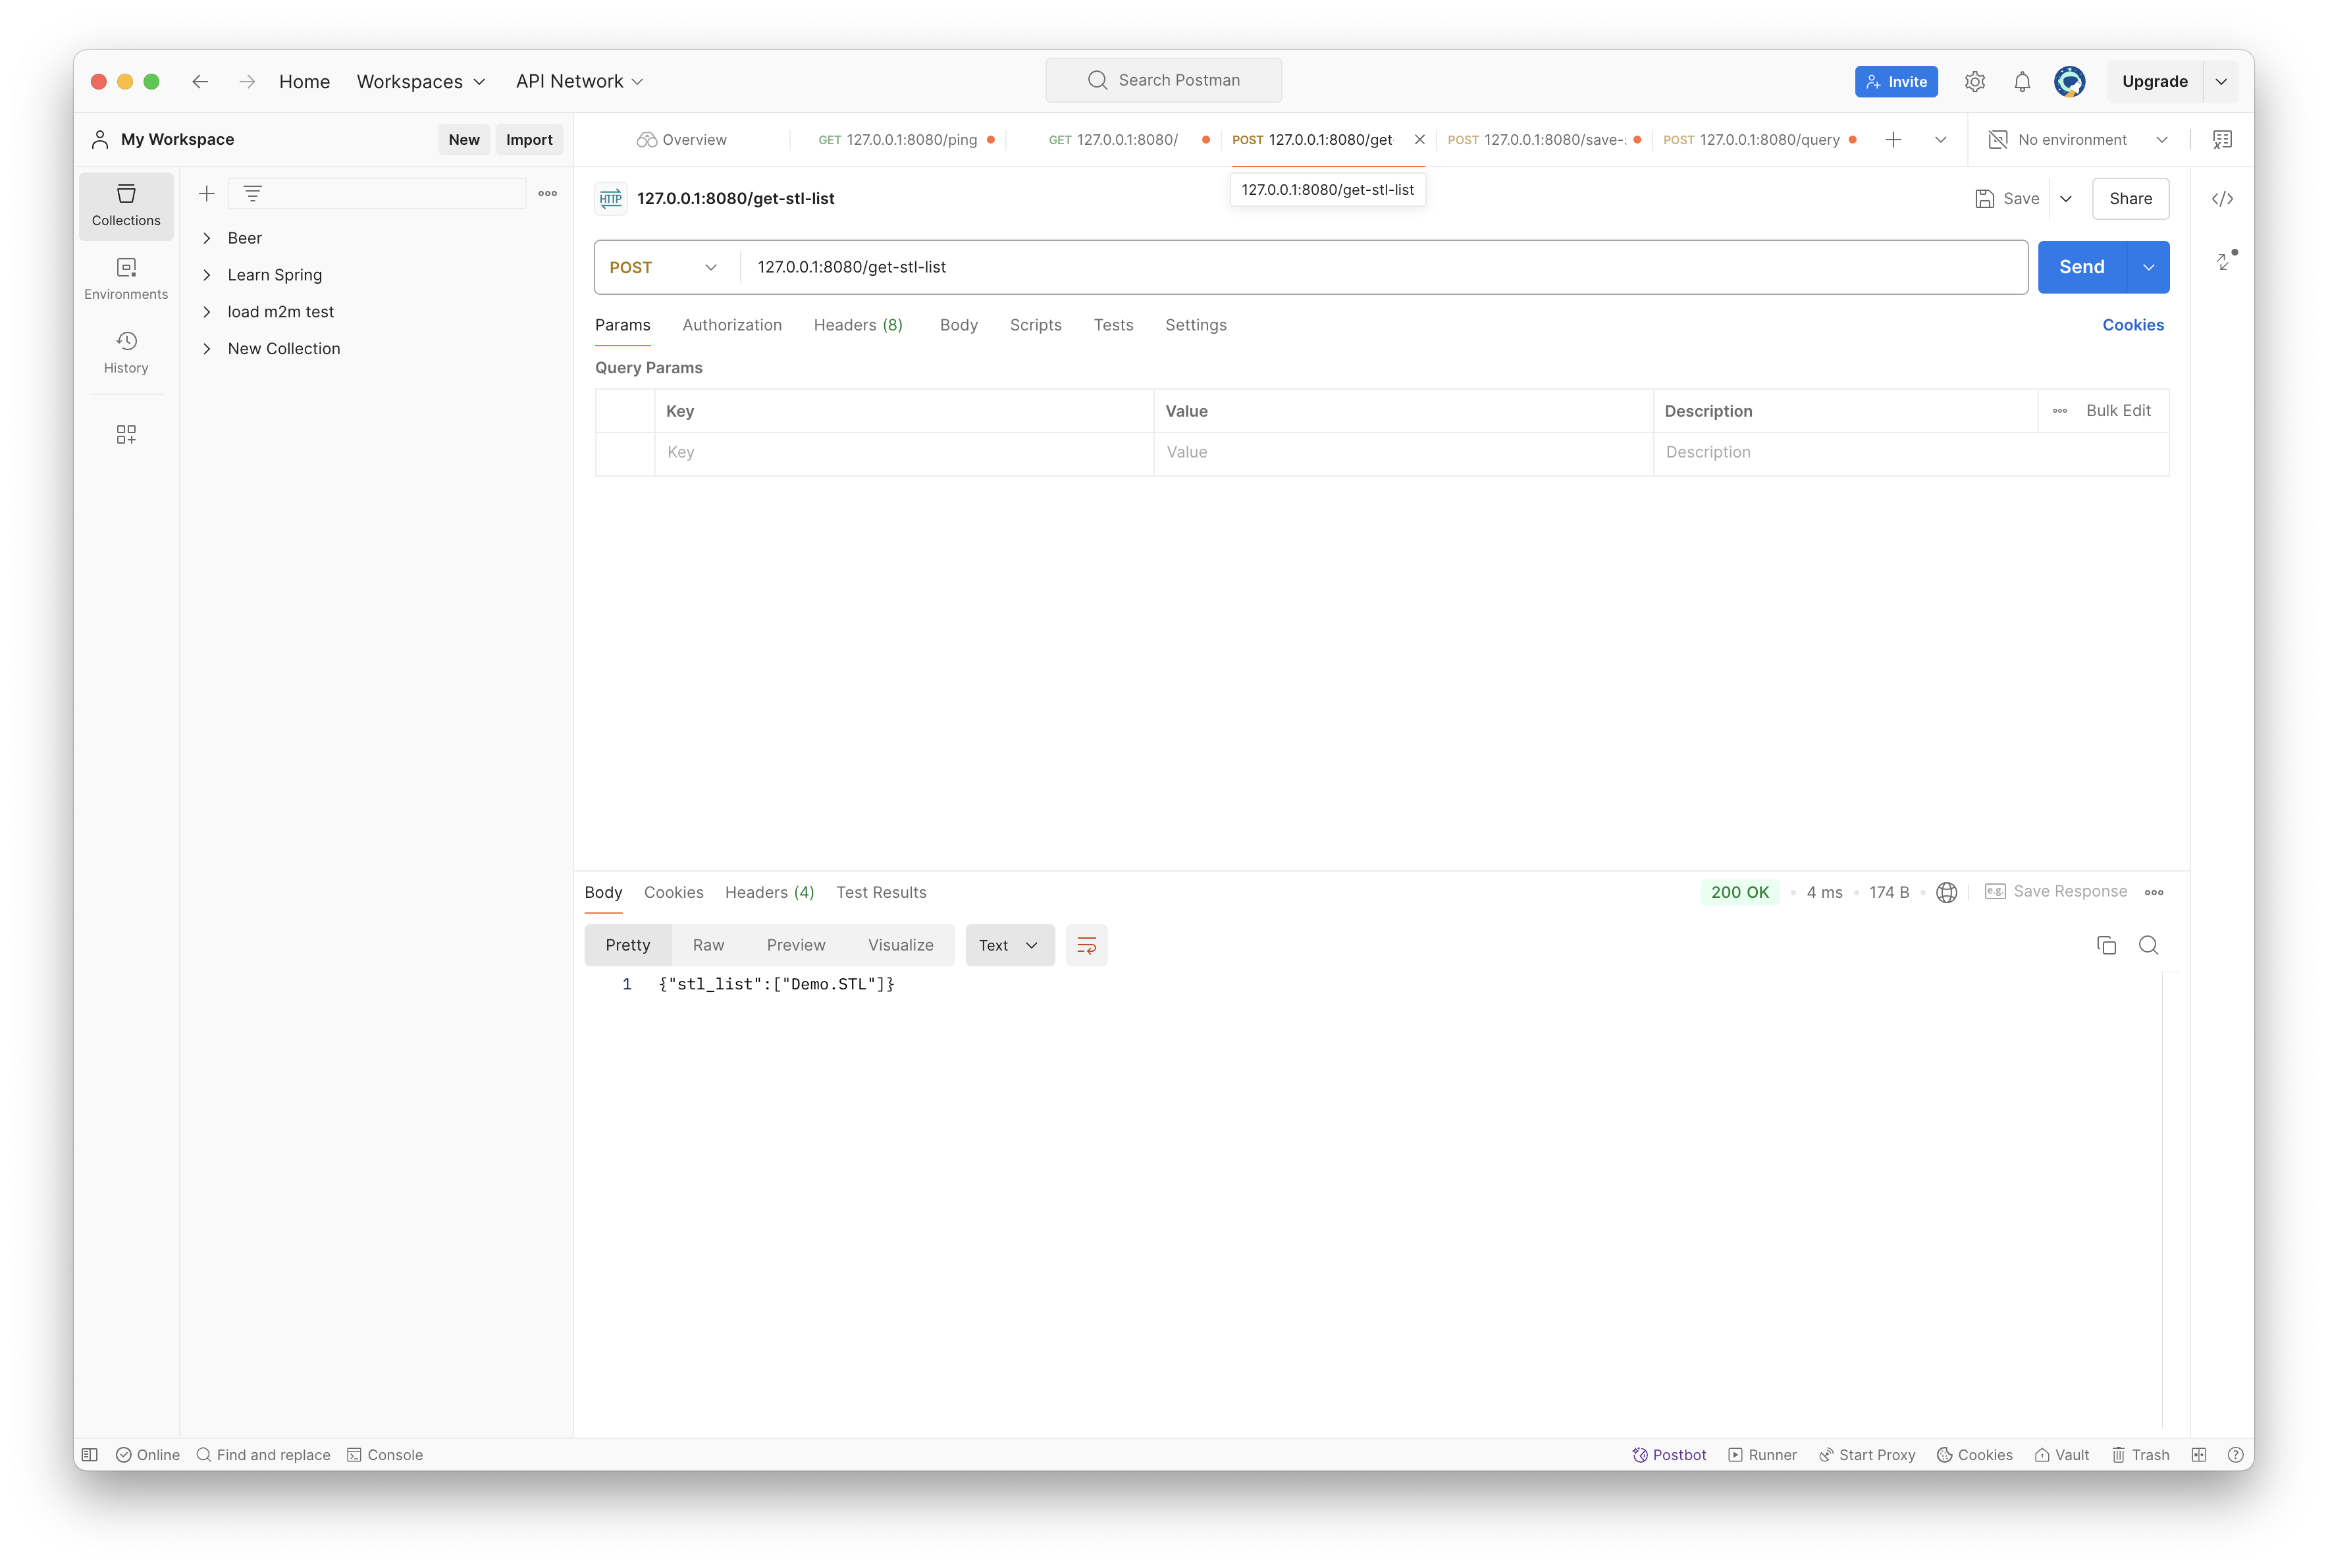 Home Workspaces API Network Search Postman Invite Upgrade
My Workspace New Import Overview GET 127.0.0.1:8080/ping GET 127.0.0.1:8080/ POST 127.0.0.1:8080/get POST 127.0.0.1:8080/save-. POST 127.0.0.1:8080/query No environment
127.0.0.1:8080/get-stl-list
Collections
Environments
History
Beer
Learn Spring
load m2m test
New Collection
HTTP 127.0.0.1:8080/get-stl-list Save Share
POST 127.0.0.1:8080/get-stl-list Send
Params Authorization Headers (8) Body Scripts Tests Settings Cookies
Query Params
Key Value Description Bulk Edit
Key Value Description
Body Cookies Headers (4) Test Results 200 OK 4 ms 174 B e.g. Save Response
Pretty Raw Preview Visualize Text
1 {"stl_list":["Demo.STL"]}
Online Find and replace Console Postbot Runner Start Proxy Cookies Vault Trash